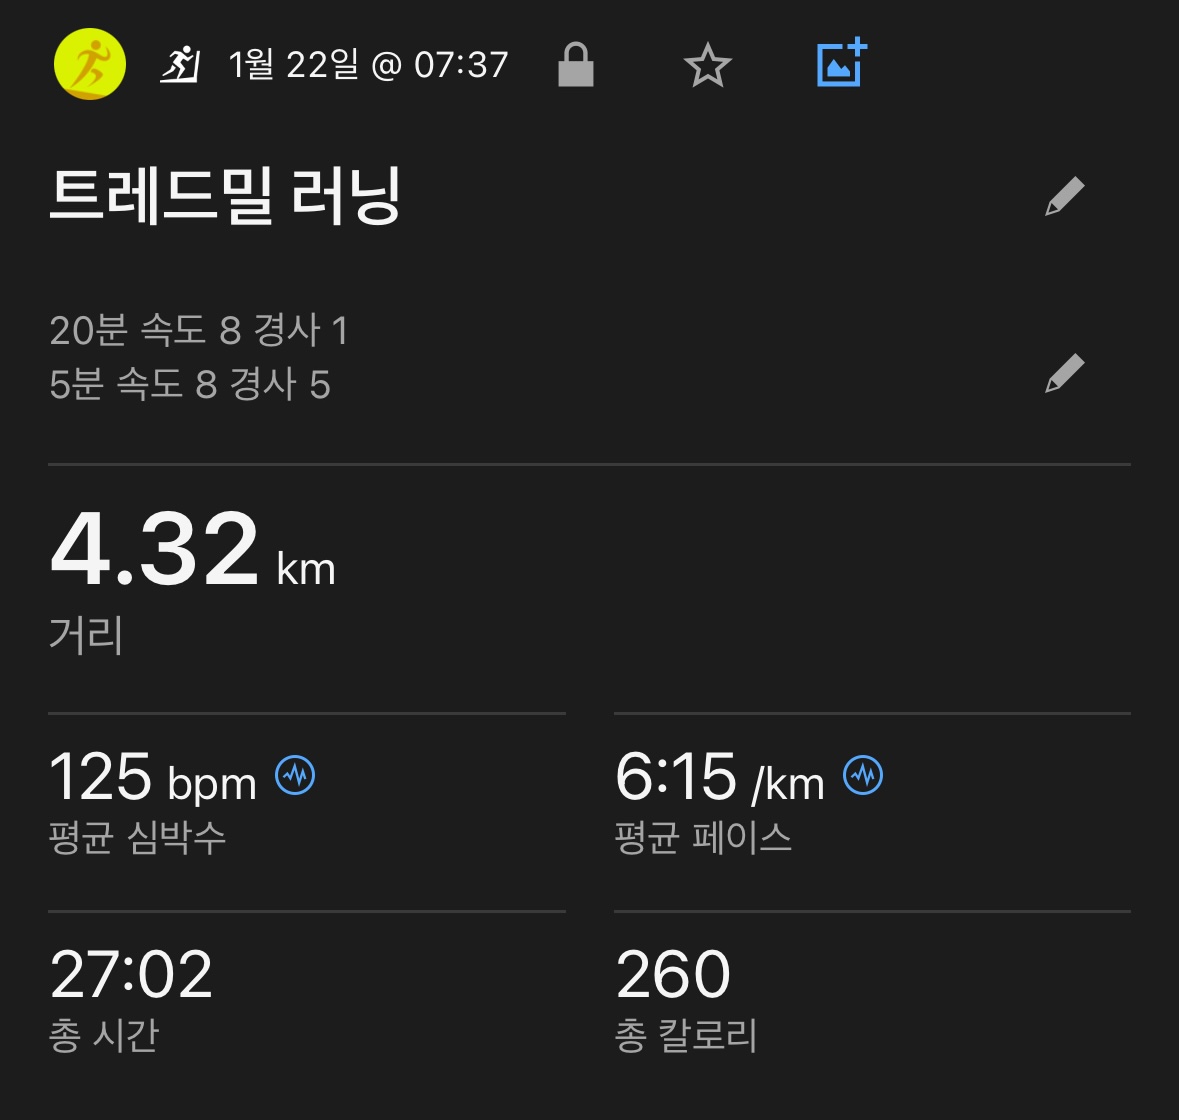 1월 22일 @ 07:37
트레드밀 러닝
20분 속도 8 경사 1
5분 속도 8 경사 5
4.32 km
거리
125 bpm
평균 심박수
6:15 /km
평균 페이스
27:02
총 시간
260
총 칼로리